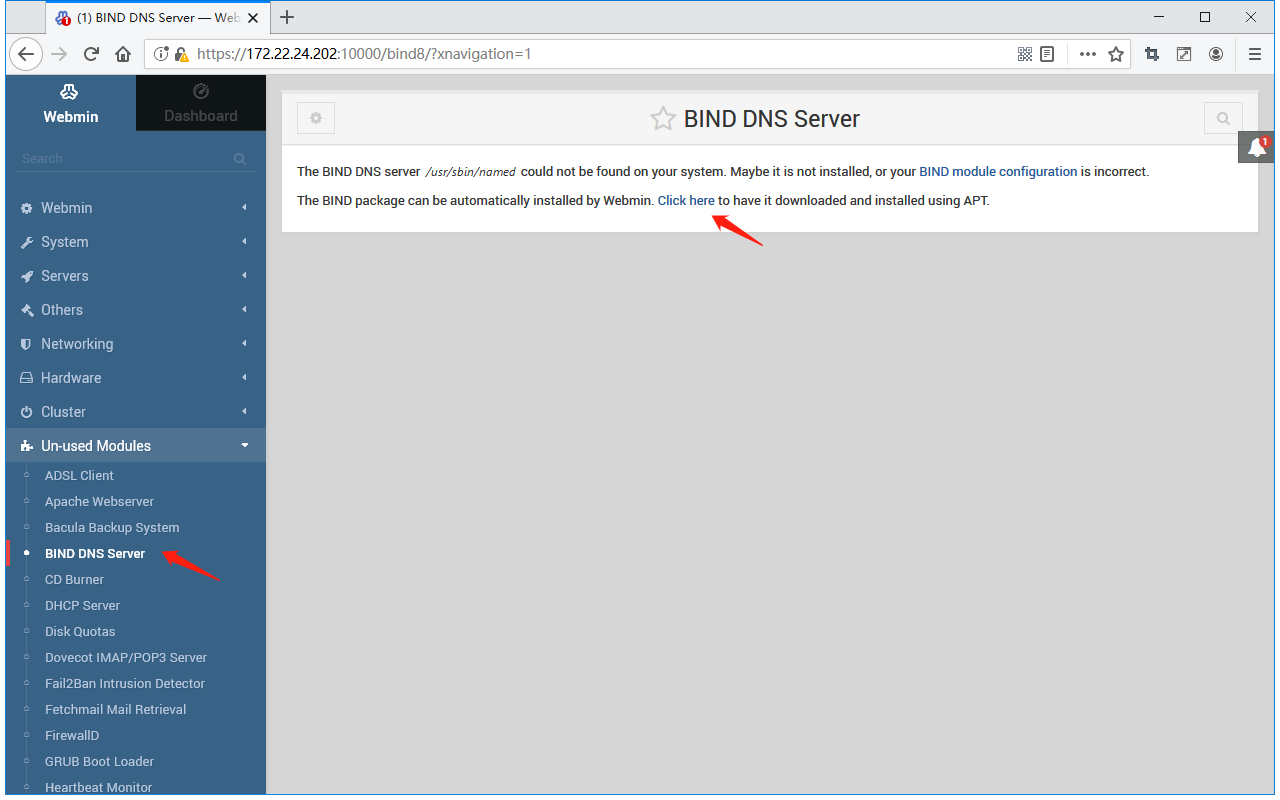 (1) BIND DNS Server — Web
https://172.22.24.202:10000/bind8/?xnavigation=1
Webmin
Dashboard
Search
Webmin
System
Servers
Others
Networking
Hardware
Cluster
Un-used Modules
ADSL Client
Apache Webserver
Bacula Backup System
BIND DNS Server
CD Burner
DHCP Server
Disk Quotas
Dovecot IMAP/POP3 Server
Fail2Ban Intrusion Detector
Fetchmail Mail Retrieval
FirewallD
GRUB Boot Loader
Heartbeat Monitor
BIND DNS Server
1
The BIND DNS server /usr/sbin/named could not be found on your system. Maybe it is not installed, or your BIND module configuration is incorrect.
The BIND package can be automatically installed by Webmin. Click here to have it downloaded and installed using APT.